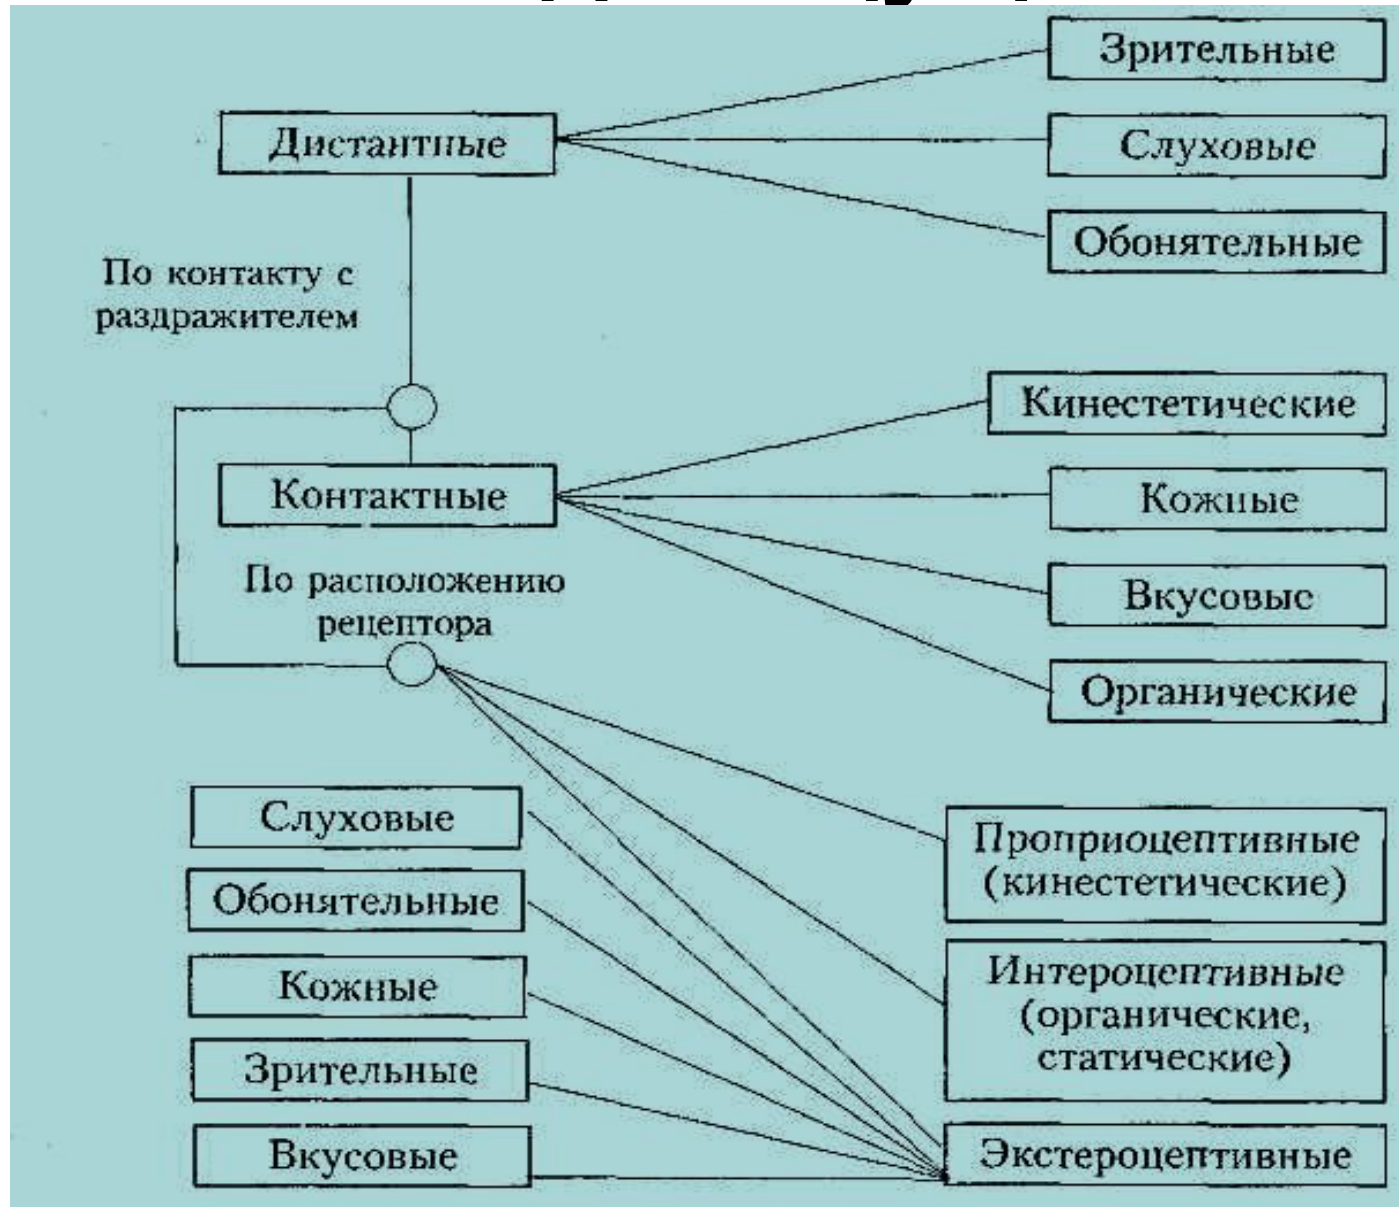 Зрительные
Дистантные
Слуховые
Обонятельные
По контакту с
раздражителем
Кинестетические
Контактные
Кожные
Вкусовые
Органические
По расположению
рецептора
Слуховые
Обонятельные
Кожные
Зрительные
Вкусовые
Проприоцептивные
(кинестетические)
Интероцептивные
(органические,
статические)
Экстероцептивные